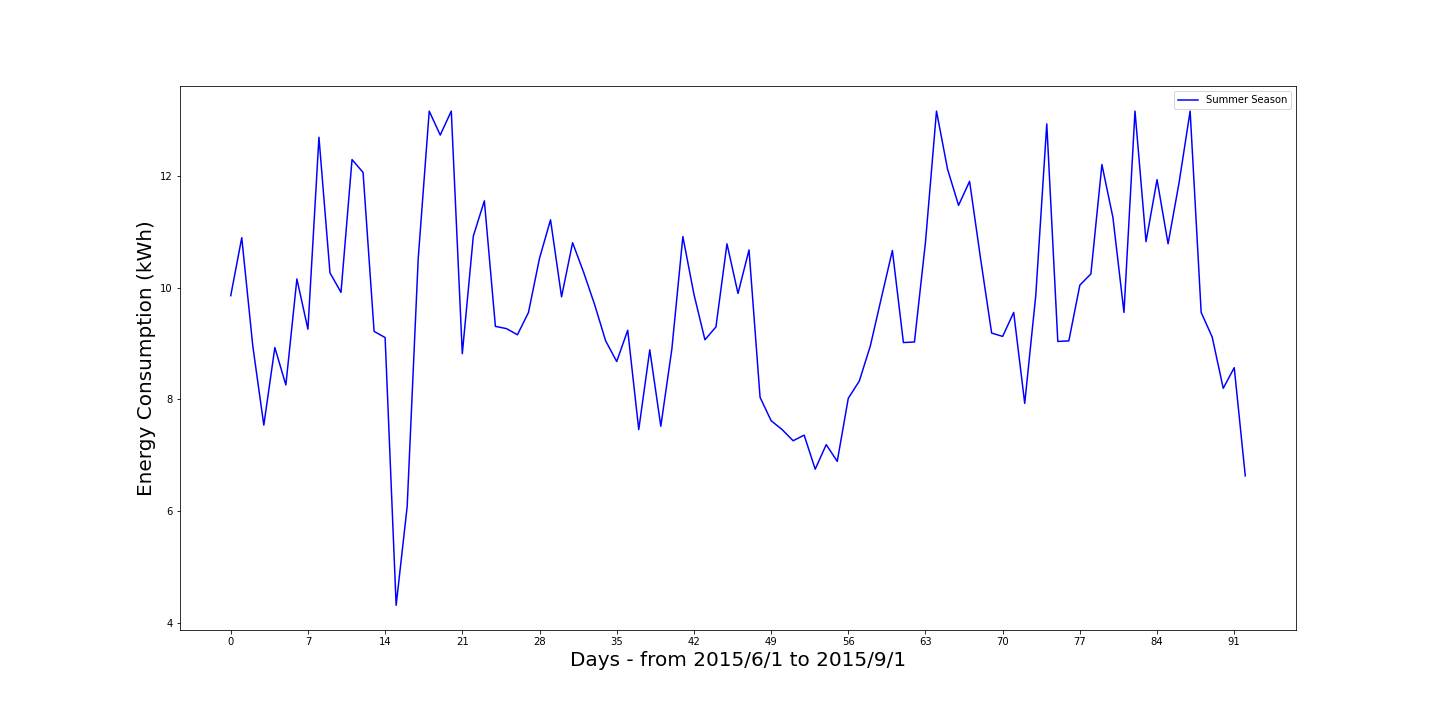 Summer Season
Energy Consumption (kWh)
12
10
8
6
4
0 7 14 21 28 35 42 49 56 63 70 77 84 91
Days - from 2015/6/1 to 2015/9/1